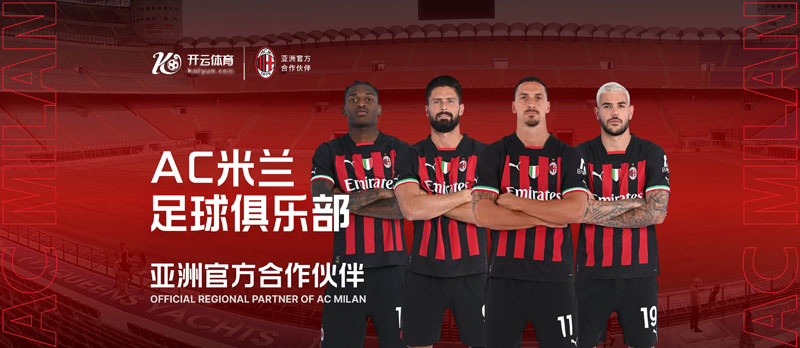 开云体育
亚洲官方
合作伙伴
AC米兰
足球俱乐部
亚洲官方合作伙伴
OFFICIAL REGIONAL PARTNER OF AC MILAN
AC MILAN
AC MILAN
Emirates
Emirates
Emirates
Emirates
11
19
YACHTS